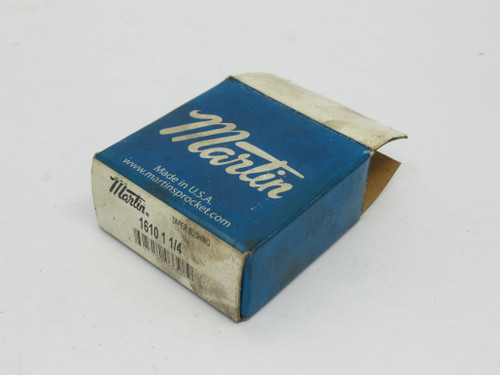 Martin
Made in U.S.A.
www.martinsprocket.com
Martin®
TAPER BUSHING
1610 1 1/4